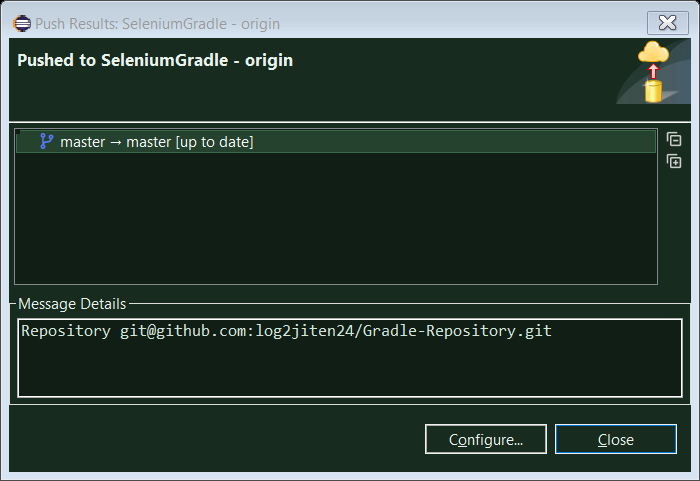 Push Results: SeleniumGradle - origin
Pushed to SeleniumGradle - origin
master → master [up to date]
Message Details
Repository git@github.com:log2jiten24/Gradle-Repository.git
Configure...
Close